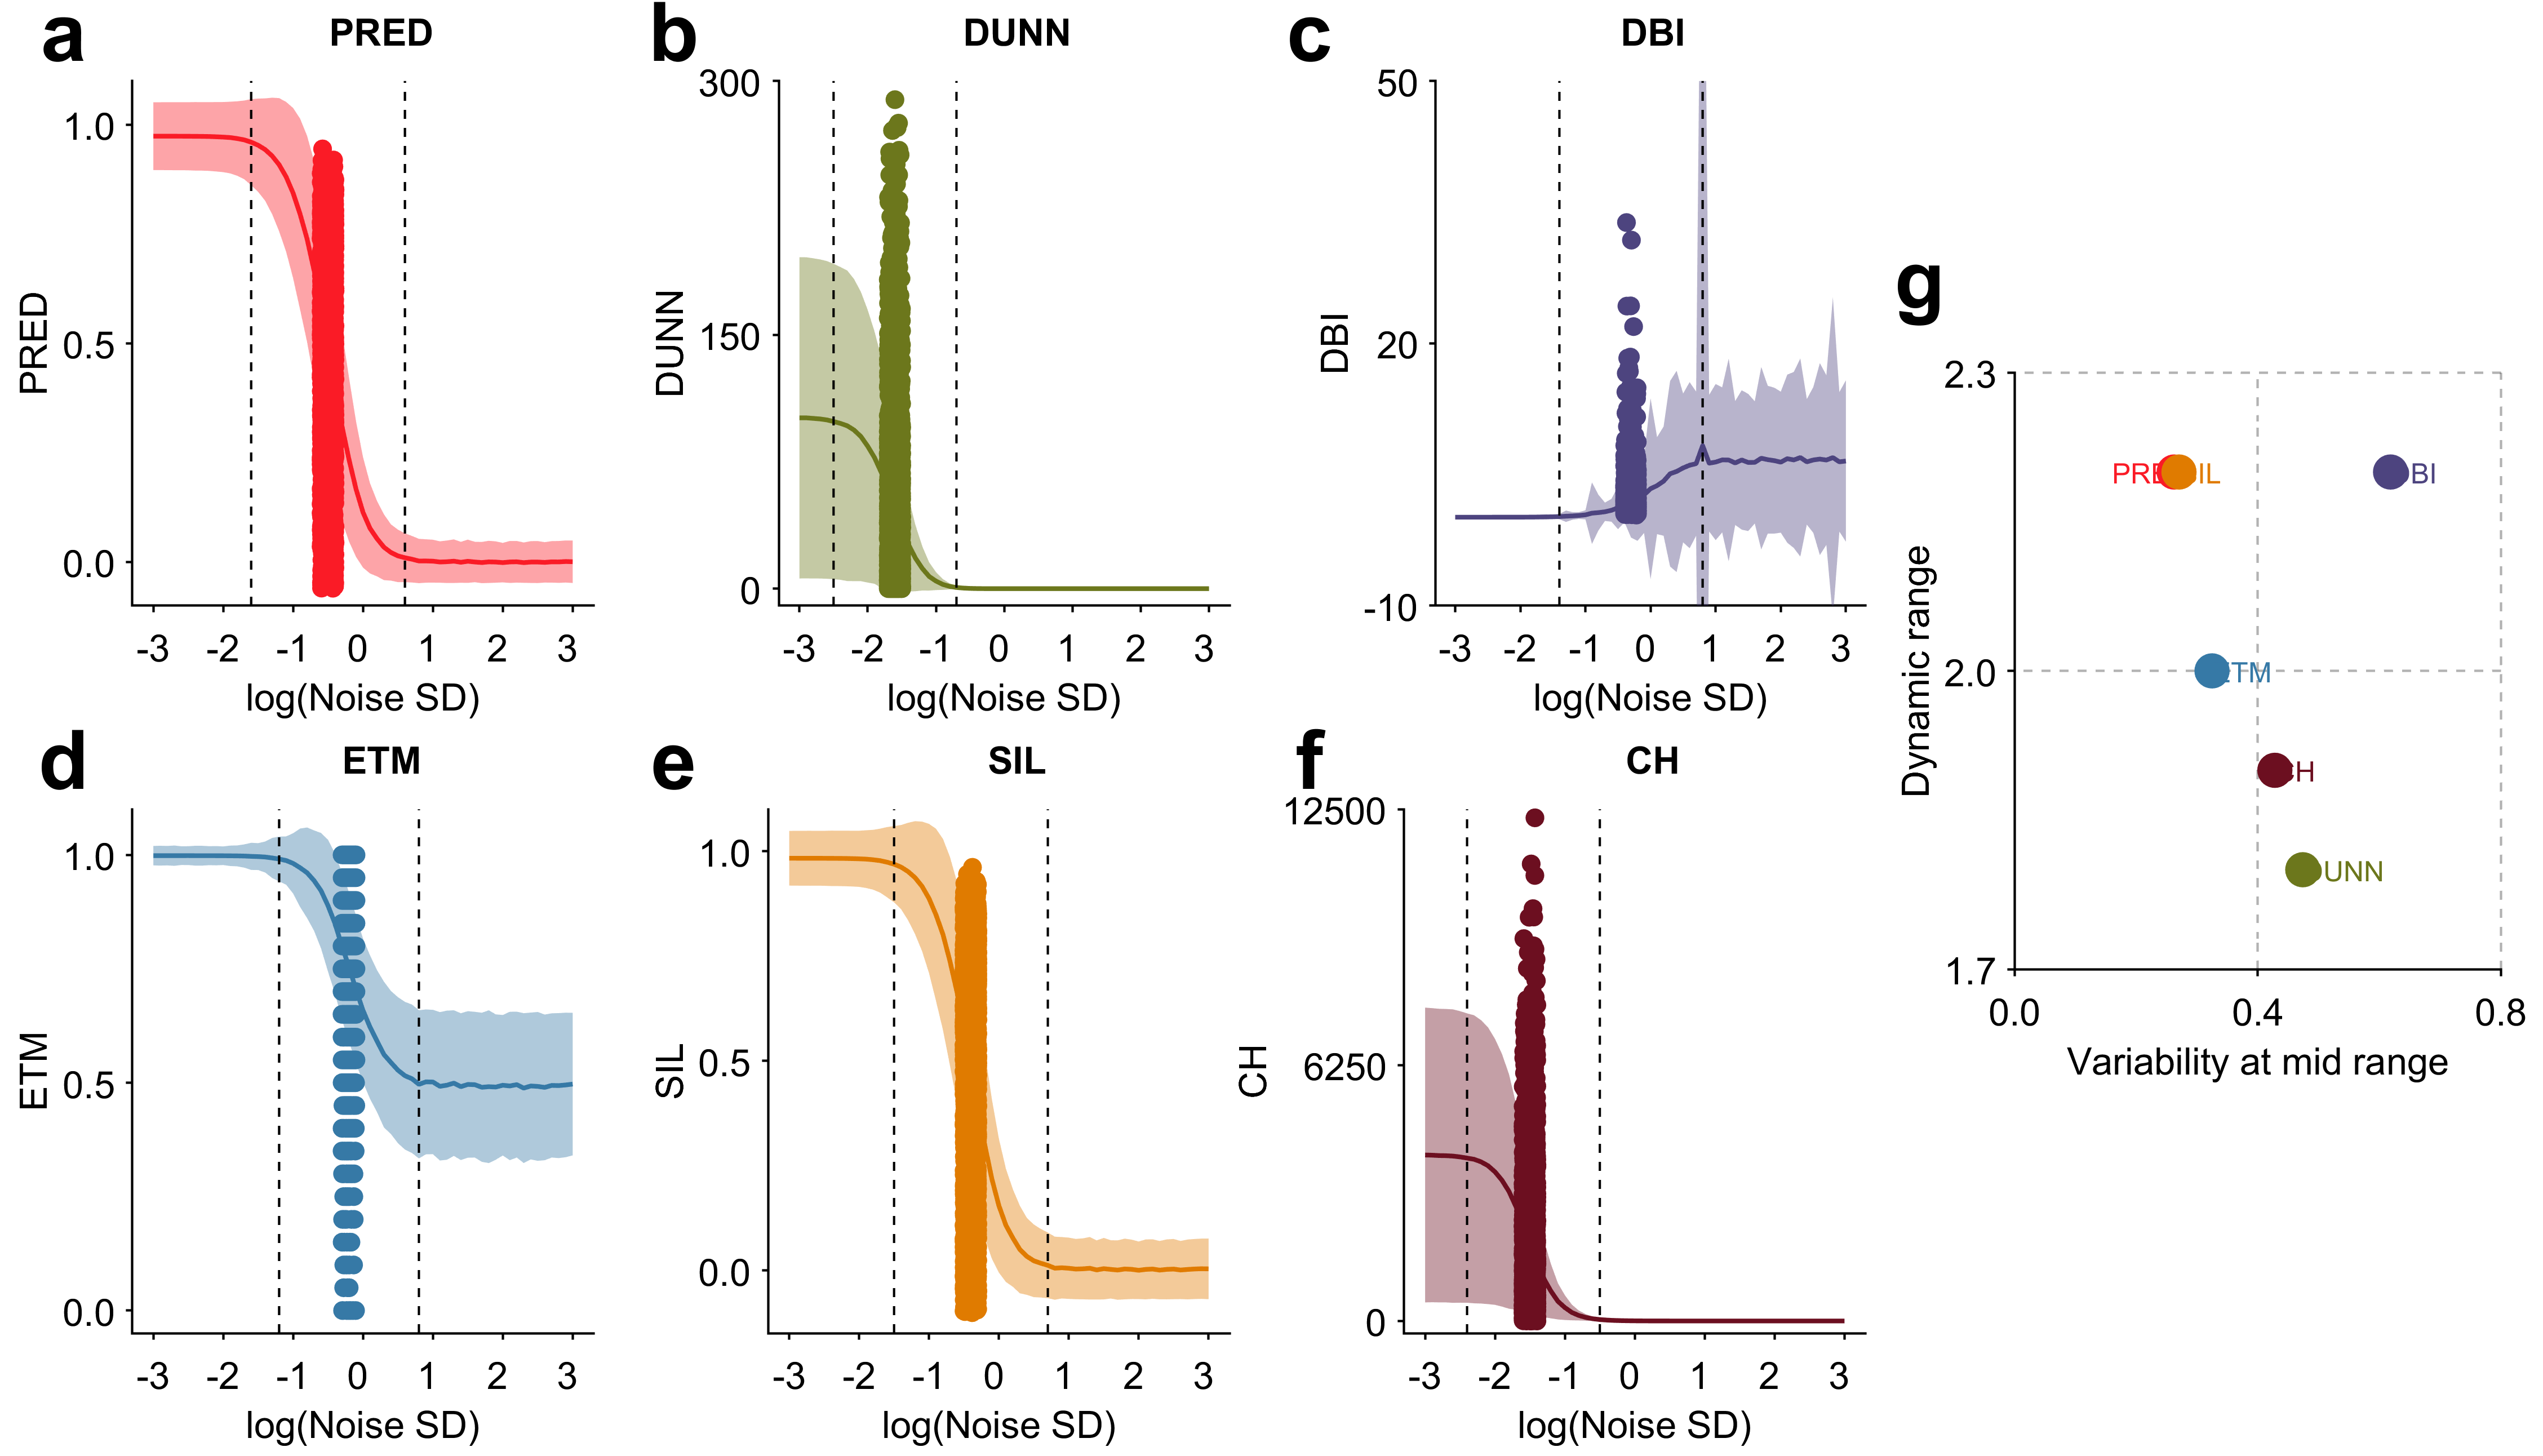 a
PRED
1.0
0.5
0.0
PRED
-3 -2 -1 0 1 2 3
log(Noise SD)
b
DUNN
300
150
0
DUNN
-3 -2 -1 0 1 2 3
log(Noise SD)
c
DBI
50
20
-10
DBI
-3 -2 -1 0 1 2 3
log(Noise SD)
d
ETM
1.0
0.5
0.0
ETM
-3 -2 -1 0 1 2 3
log(Noise SD)
e
SIL
1.0
0.5
0.0
SIL
-3 -2 -1 0 1 2 3
log(Noise SD)
f
CH
12500
6250
0
CH
-3 -2 -1 0 1 2 3
log(Noise SD)
g
2.3
2.0
1.7
Dynamic range
PRE IL BI
TM
CH
UNN
0.0 0.4 0.8
Variability at mid range